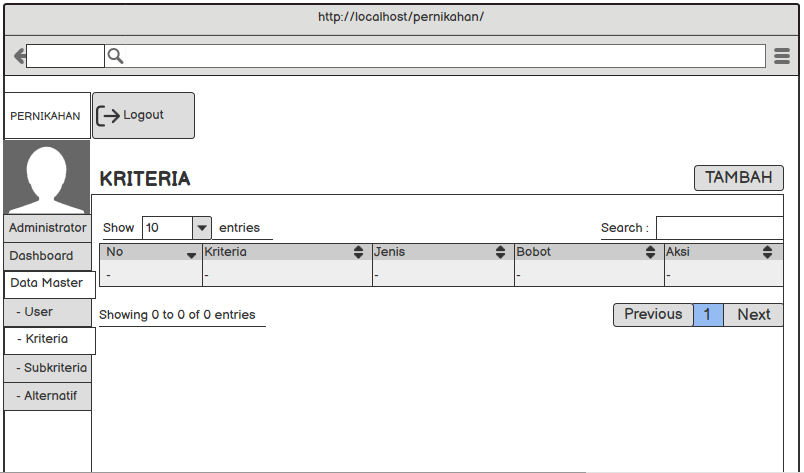 http://localhost/pernikahan/
PERNIKAHAN
Logout
KRITERIA
TAMBAH
Administrator
Show 10 entries
Search :
Dashboard
No Kriteria Jenis Bobot Aksi
- - - - -
Data Master
- User
Showing 0 to 0 of 0 entries
Previous 1 Next
- Kriteria
- Subkriteria
- Alternatif